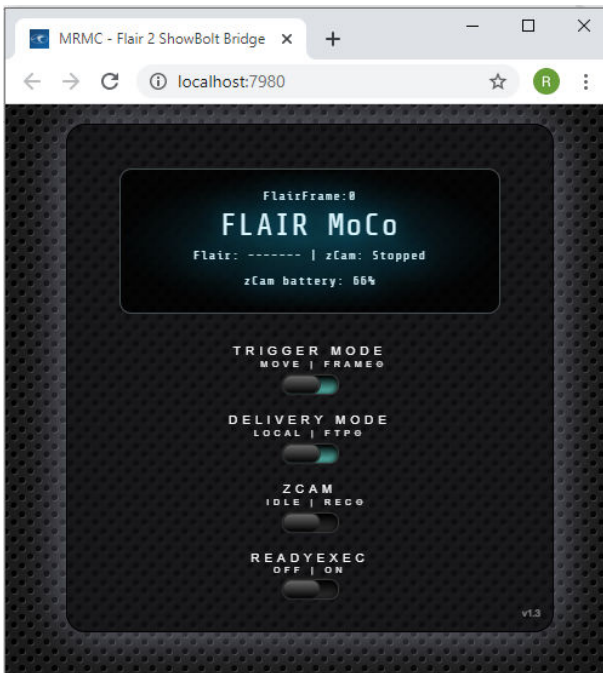 MRMC - Flair 2 ShowBolt Bridge
localhost:7980
R
FlairFrame:0
FLAIR MoCo
Flair: ------- | zCam: Stopped
zCam battery: 66%
TRIGGER MODE
MOVE | FRAME⊙
DELIVERY MODE
LOCAL | FTP⊙
ZCAM
IDLE | REC⊙
READYEXEC
OFF | ON
v1.3